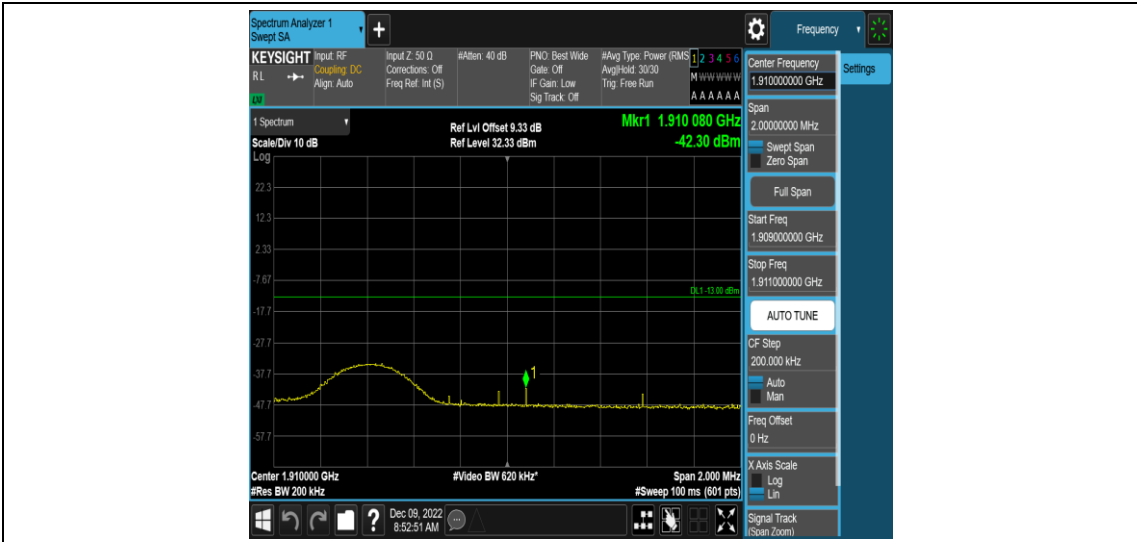 Spectrum Analyzer 1
Swept SA
+
Frequency
KEYSIGHT
RL
LXI
Input: RF
Coupling: DC
Align: Auto
Input Z: 50 Ω
Corrections: Off
Freq Ref: Int (S)
#Atten: 40 dB
PNO: Best Wide
Gate: Off
IF Gain: Low
Sig Track: Off
#Avg Type: Power (RMS
Avg|Hold: 30/30
Trig: Free Run
1 2 3 4 5 6
M W W W W W
A A A A A A
1 Spectrum
Scale/Div 10 dB
Ref Lvl Offset 9.33 dB
Ref Level 32.33 dBm
Mkr1 1.910 080 GHz
-42.30 dBm
Log
22.3
12.3
2.33
-7.67
DL1 -13.00 dBm
-17.7
-27.7
-37.7
1
-47.7
-57.7
Center 1.910000 GHz
#Video BW 620 kHz*
Span 2.000 MHz
#Res BW 200 kHz
#Sweep 100 ms (601 pts)
Center Frequency
1.910000000 GHz
Settings
Span
2.00000000 MHz
Swept Span
Zero Span
Full Span
Start Freq
1.909000000 GHz
Stop Freq
1.911000000 GHz
AUTO TUNE
CF Step
200.000 kHz
Auto
Man
Freq Offset
0 Hz
X Axis Scale
Log
Lin
Signal Track
(Span Zoom)
?
Dec 09, 2022
8:52:51 AM